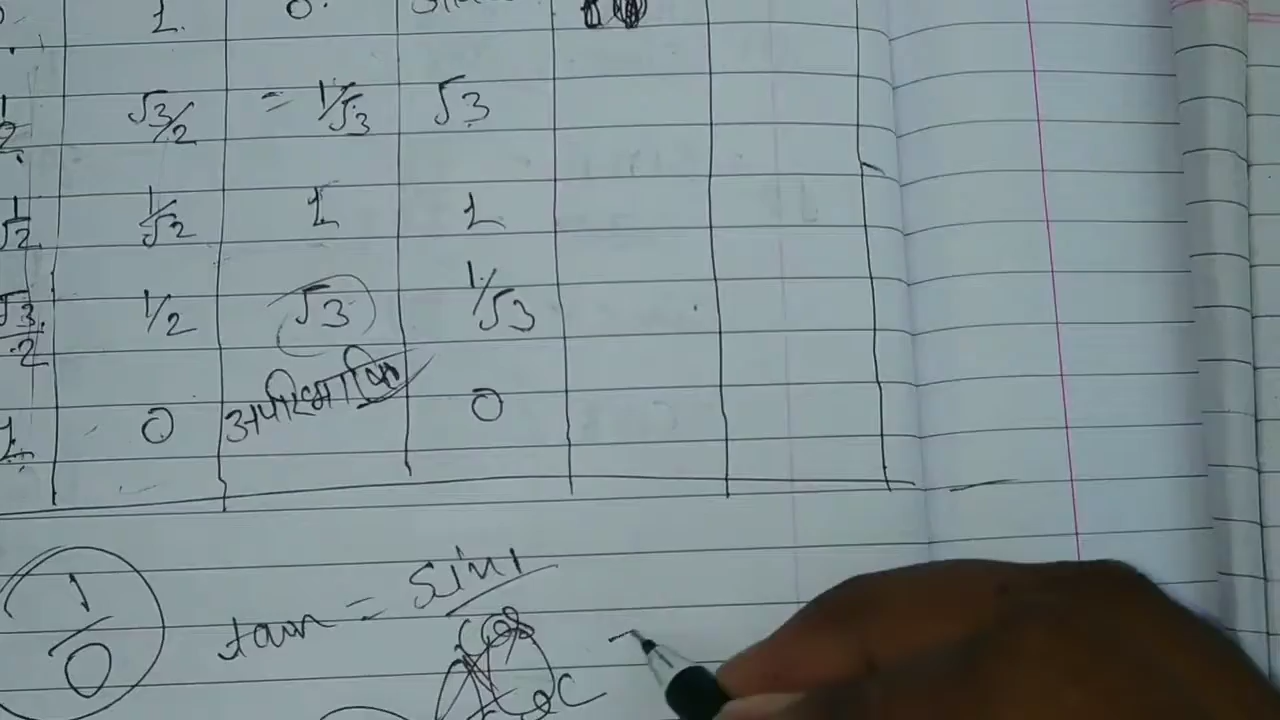 1 0.
1/2 √3/2 = 1/√3 √3
1/√2 1/√2 1 1
√3/2 1/2 √3 1/√3
1 0 0
1/0 tan = sin
cos